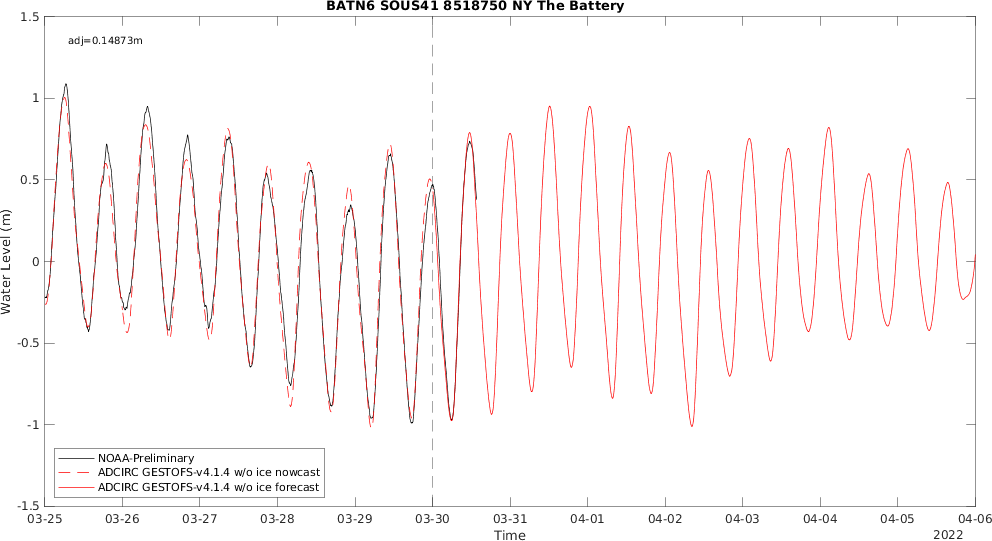 BATN6 SOUS41 8518750 NY The Battery
adj=0.14873m
1.5
1
0.5
0
-0.5
-1
-1.5
Water Level (m)
NOAA-Preliminary
ADCIRC GESTOFS-v4.1.4 w/o ice nowcast
ADCIRC GESTOFS-v4.1.4 w/o ice forecast
03-25 03-26 03-27 03-28 03-29 03-30 03-31 04-01 04-02 04-03 04-04 04-05 04-06
Time
2022